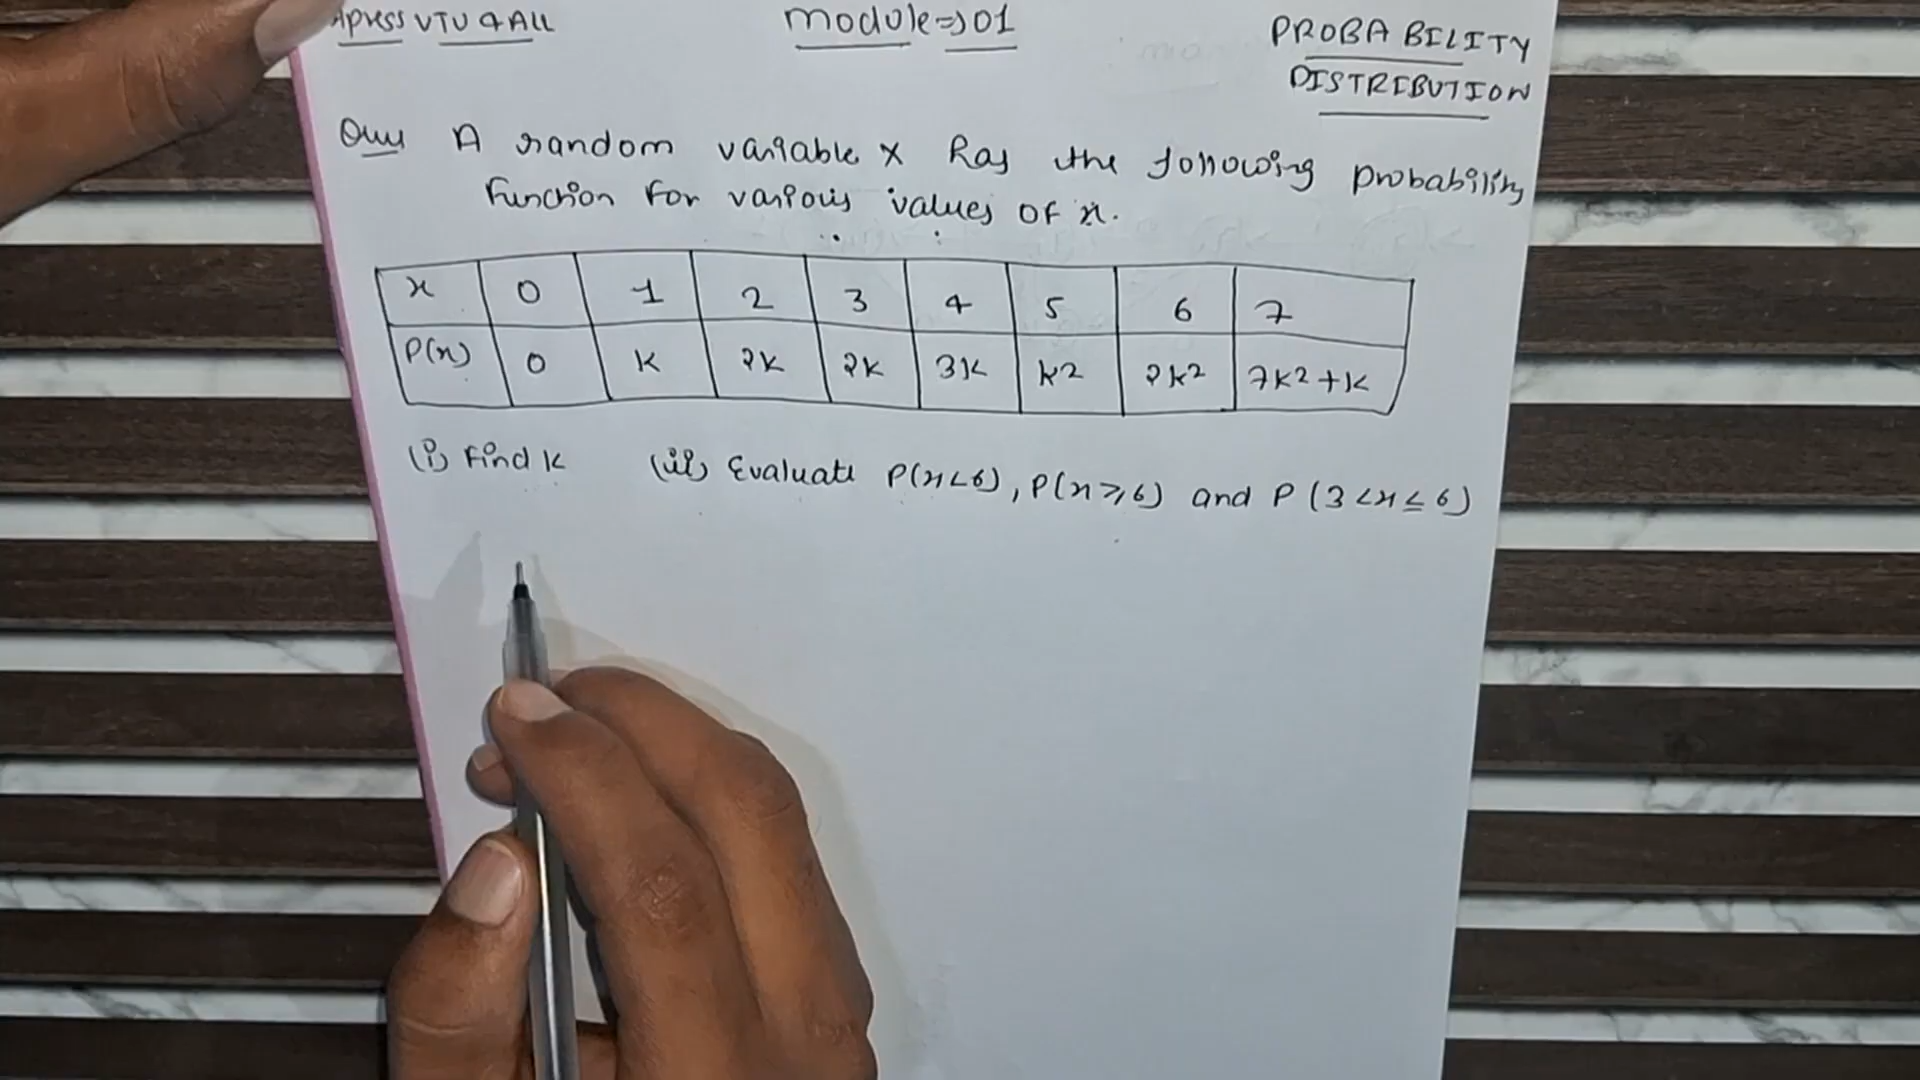 VTU 4 ALL
Module ⇒ 01
PROBABILITY
DISTRIBUTION
Que A random variable X has the following probability
function for various values of x.
x 0 1 2 3 4 5 6 7
P(x) 0 k 2k 2k 3k k2 2k2 7k2+k
(i) Find k (ii) Evaluate P(x<6), P(x⩾6) and P(3<x≤6)